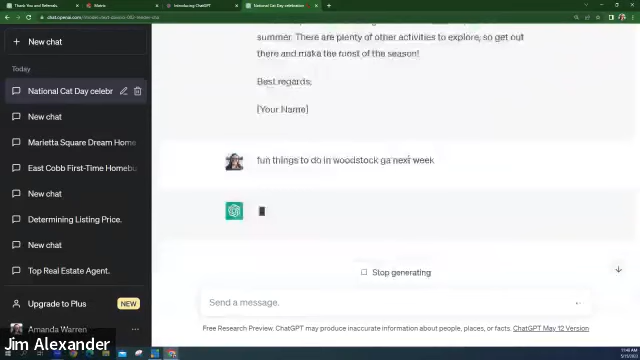 Thank You and Referrals
Matrix
Introducing ChatGPT
National Cat Day celebration
chat.openai.com
New chat
Today
National Cat Day celebr
New chat
Marietta Square Dream Home
East Cobb First-Time Homebu
New chat
Determining Listing Price.
New chat
Top Real Estate Agent.
Upgrade to Plus
NEW
Amanda Warren
Jim Alexander
summer. There are plenty of other activities to explore, so get out
there and make the most of the season!
Best regards,
[Your Name]
fun things to do in woodstock ga next week
Stop generating
Send a message.
Free Research Preview. ChatGPT may produce inaccurate information about people, places, or facts. ChatGPT May 12 Version